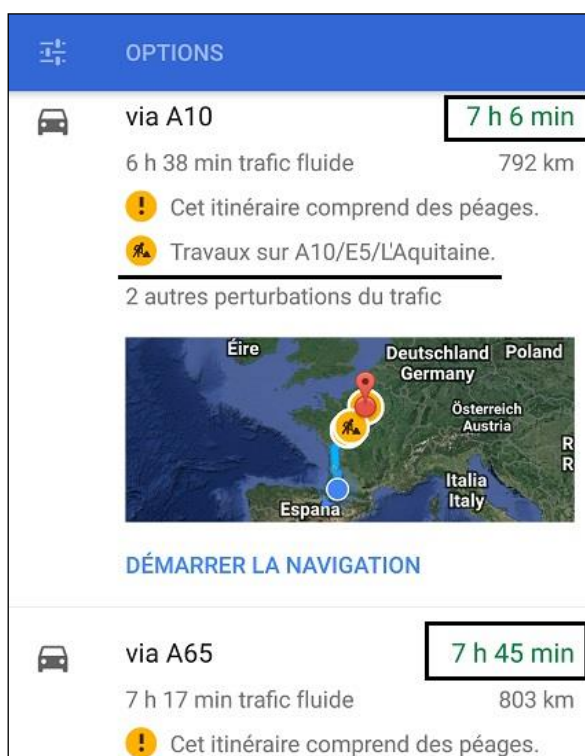 OPTIONS
via A10 7 h 6 min
6 h 38 min trafic fluide 792 km
Cet itinéraire comprend des péages.
Travaux sur A10/E5/L'Aquitaine.
2 autres perturbations du trafic
Éire Deutschland Poland
Germany
Österreich
Austria
R
R
Italia
Italy
Espana
DÉMARRER LA NAVIGATION
via A65 7 h 45 min
7 h 17 min trafic fluide 803 km
Cet itinéraire comprend des péages.